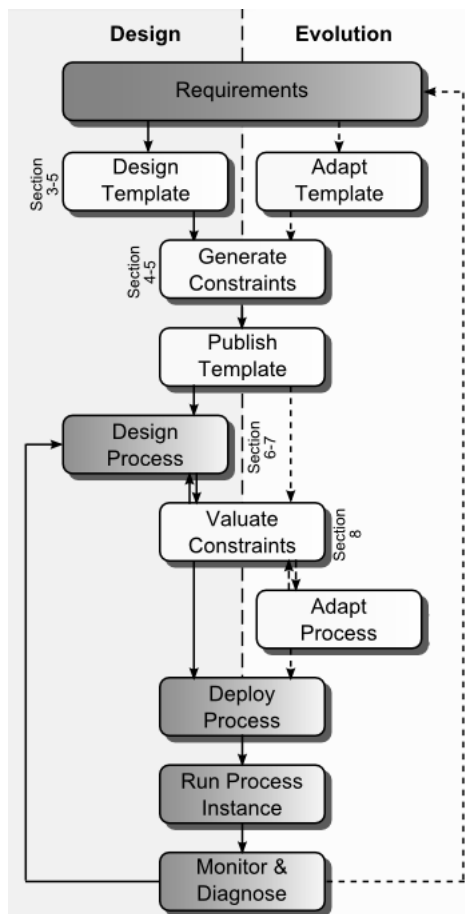 Design
Evolution
Requirements
Section
3-5
Design
Template
Adapt
Template
Section
4-5
Generate
Constraints
Publish
Template
Design
Process
Section
6-7
Valuate
Constraints
Section
8
Adapt
Process
Deploy
Process
Run Process
Instance
Monitor &
Diagnose